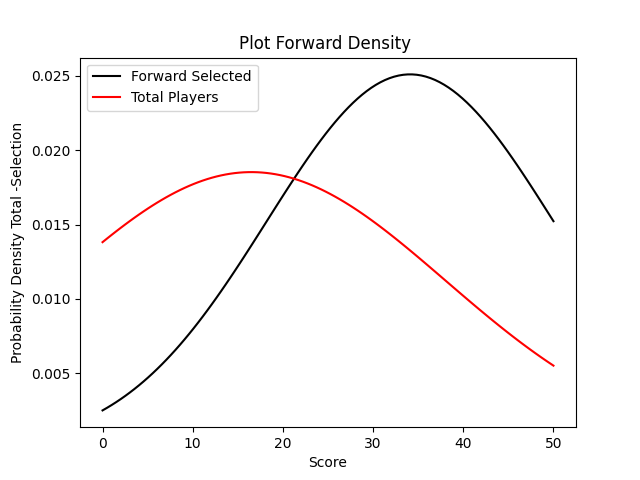 Plot Forward Density
Forward Selected
Total Players
Probability Density Total -Selection
0.025
0.020
0.015
0.010
0.005
0 10 20 30 40 50
Score